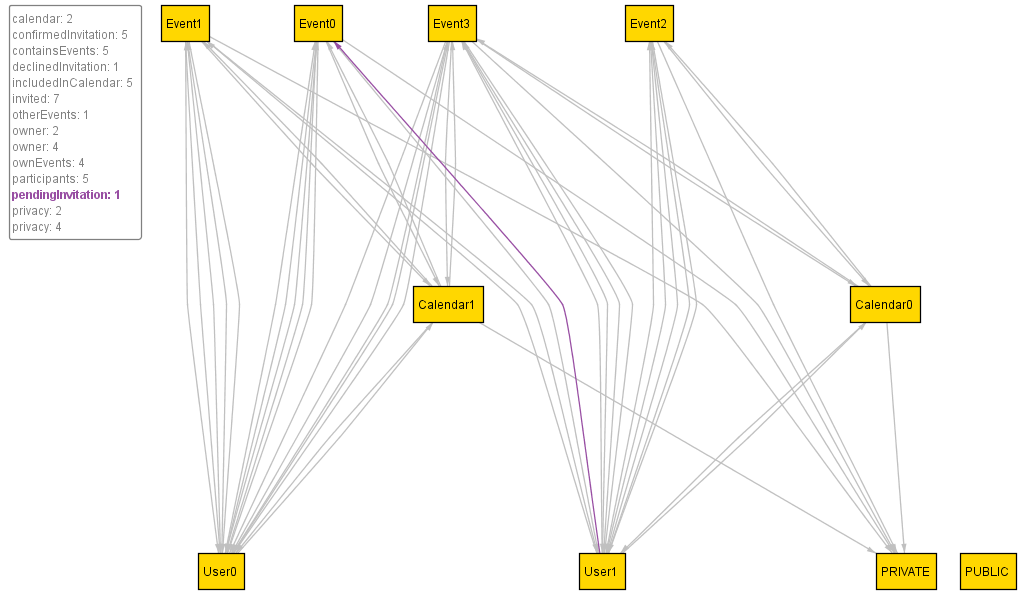 calendar: 2
confirmedInvitation: 5
containsEvents: 5
declinedInvitation: 1
includedInCalendar: 5
invited: 7
otherEvents: 1
owner: 2
owner: 4
ownEvents: 4
participants: 5
pendingInvitation: 1
privacy: 2
privacy: 4
Event1
Event0
Event3
Event2
Calendar1
Calendar0
User0
User1
PRIVATE
PUBLIC